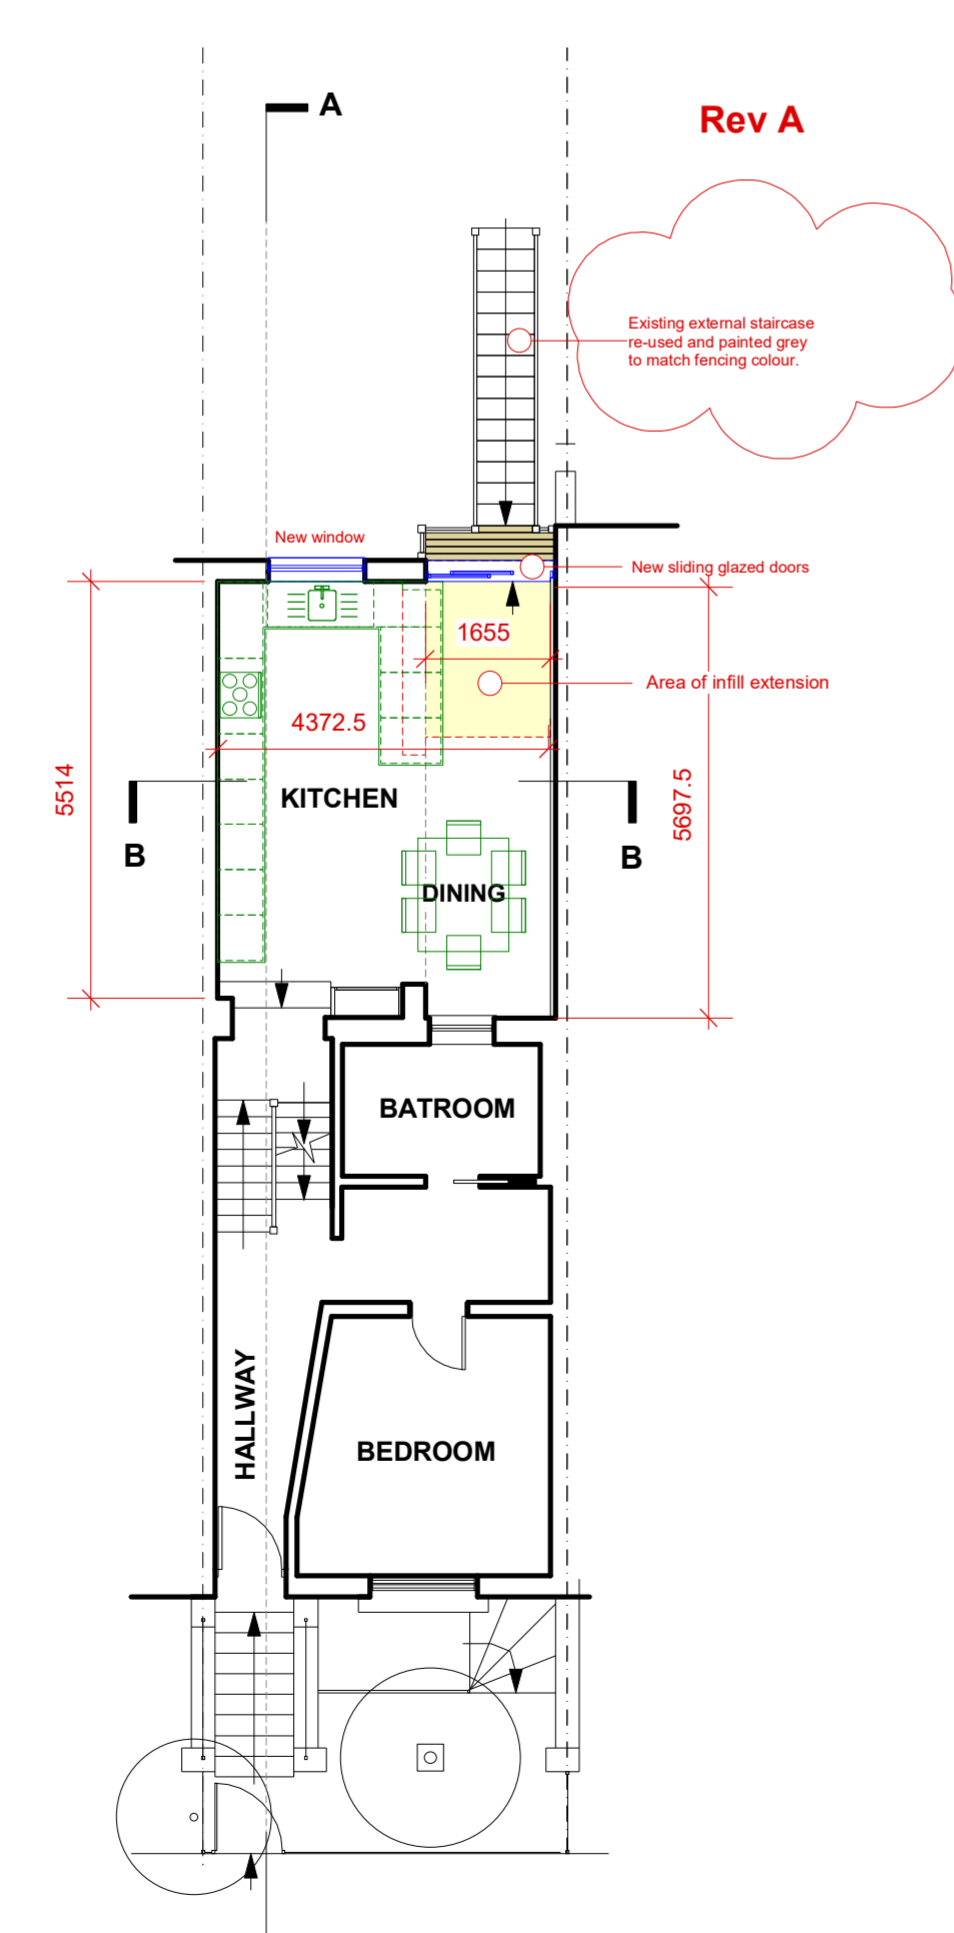 A
Rev A
Existing external staircase
re-used and painted grey
to match fencing colour.
New window
New sliding glazed doors
1655
Area of infill extension
4372.5
5514
5697.5
KITCHEN
B
B
DINING
BATROOM
HALLWAY
BEDROOM